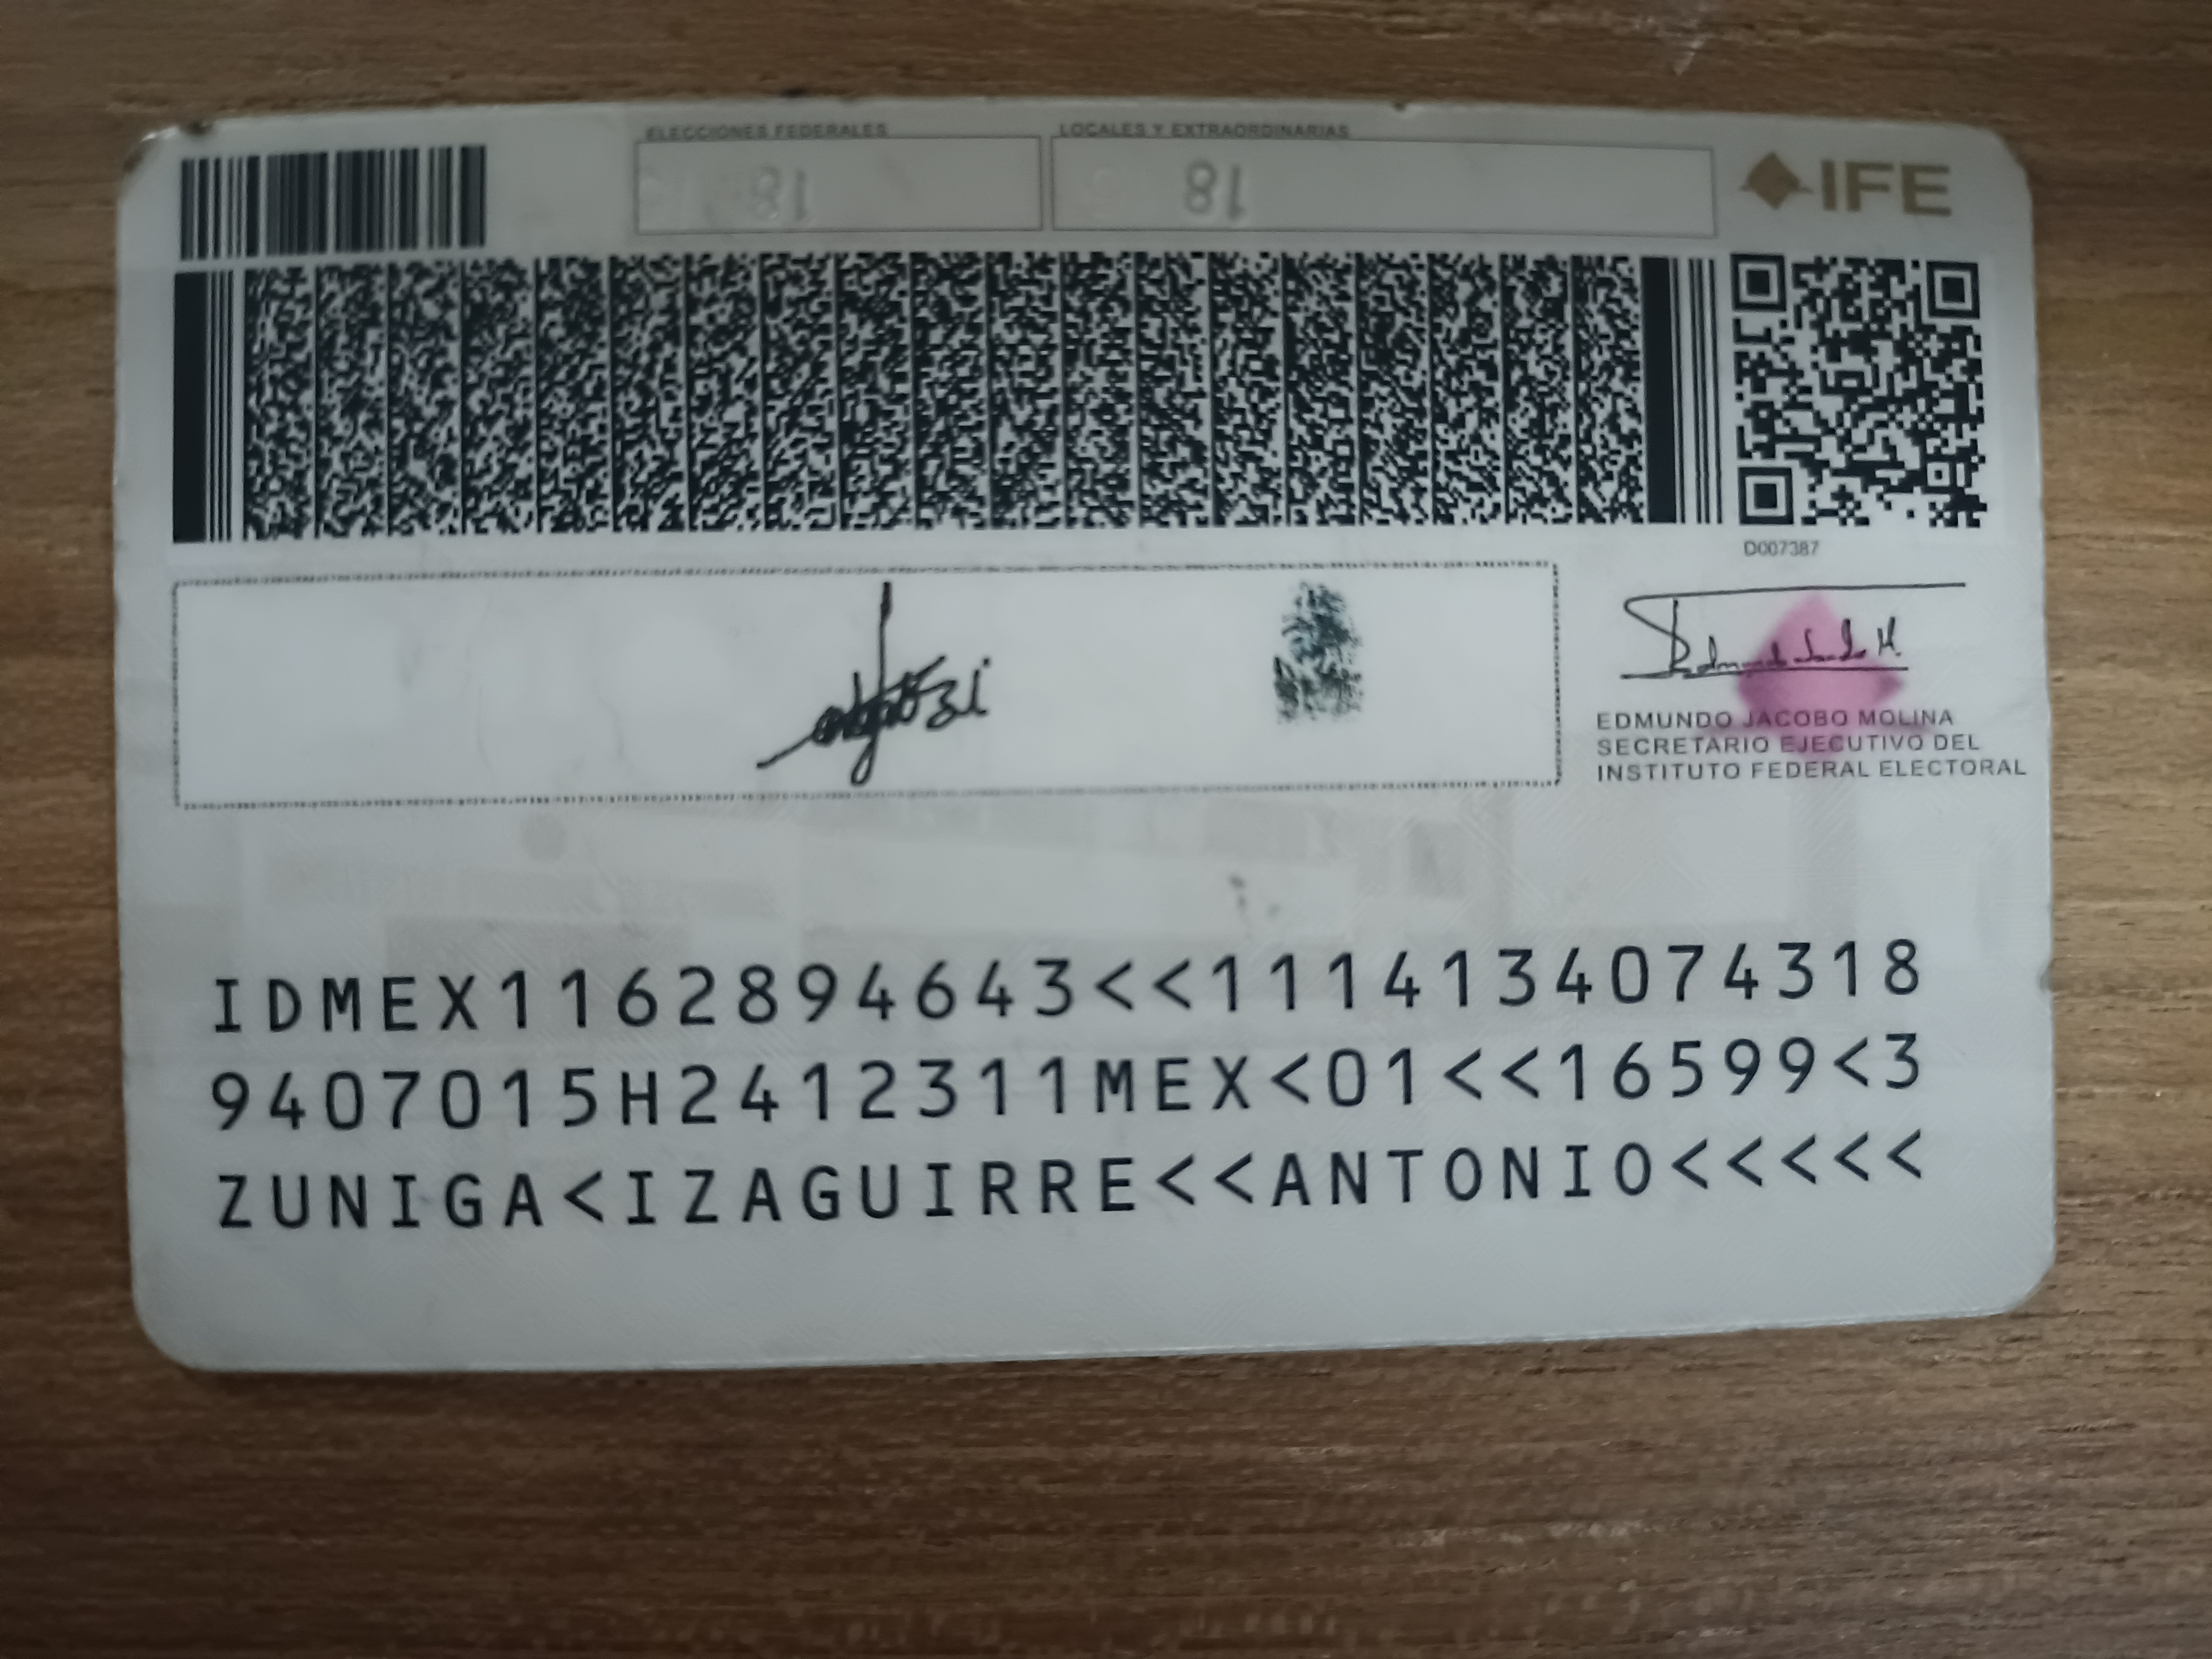 ELECCIONES FEDERALES
LOCALES Y EXTRAORDINARIAS
18
18
IFE
D007387
EDMUNDO JACOBO MOLINA
SECRETARIO EJECUTIVO DEL
INSTITUTO FEDERAL ELECTORAL
IDMEX1162894643<<1114134074318
9407015H2412311MEX<01<<16599<3
ZUNIGA<IZAGUIRRE<<ANTONIO<<<<<